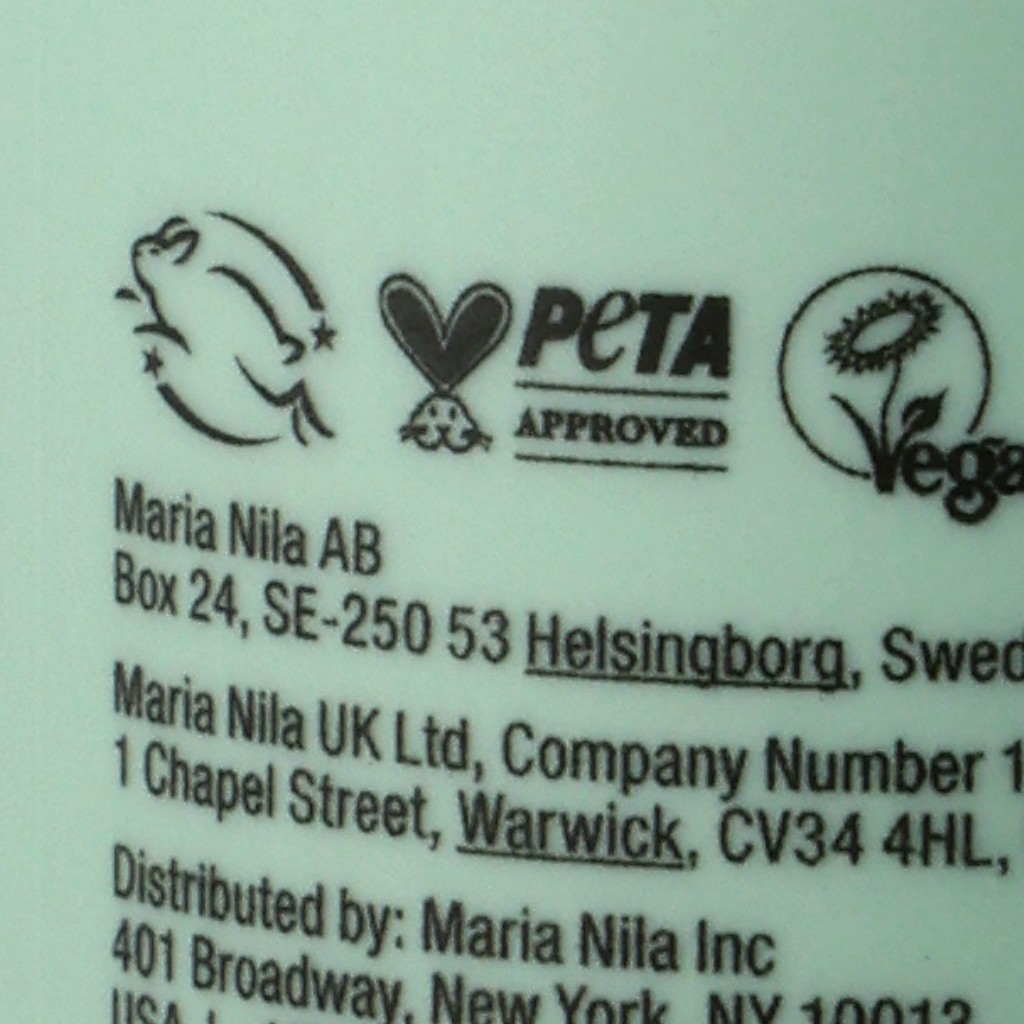 PETA
APPROVED
Vega
Maria Nila AB
Box 24, SE-250 53 Helsingborg, Swed
Maria Nila UK Ltd, Company Number 1
1 Chapel Street, Warwick, CV34 4HL,
Distributed by: Maria Nila Inc
401 Broadway, New York, NY 10013
USA